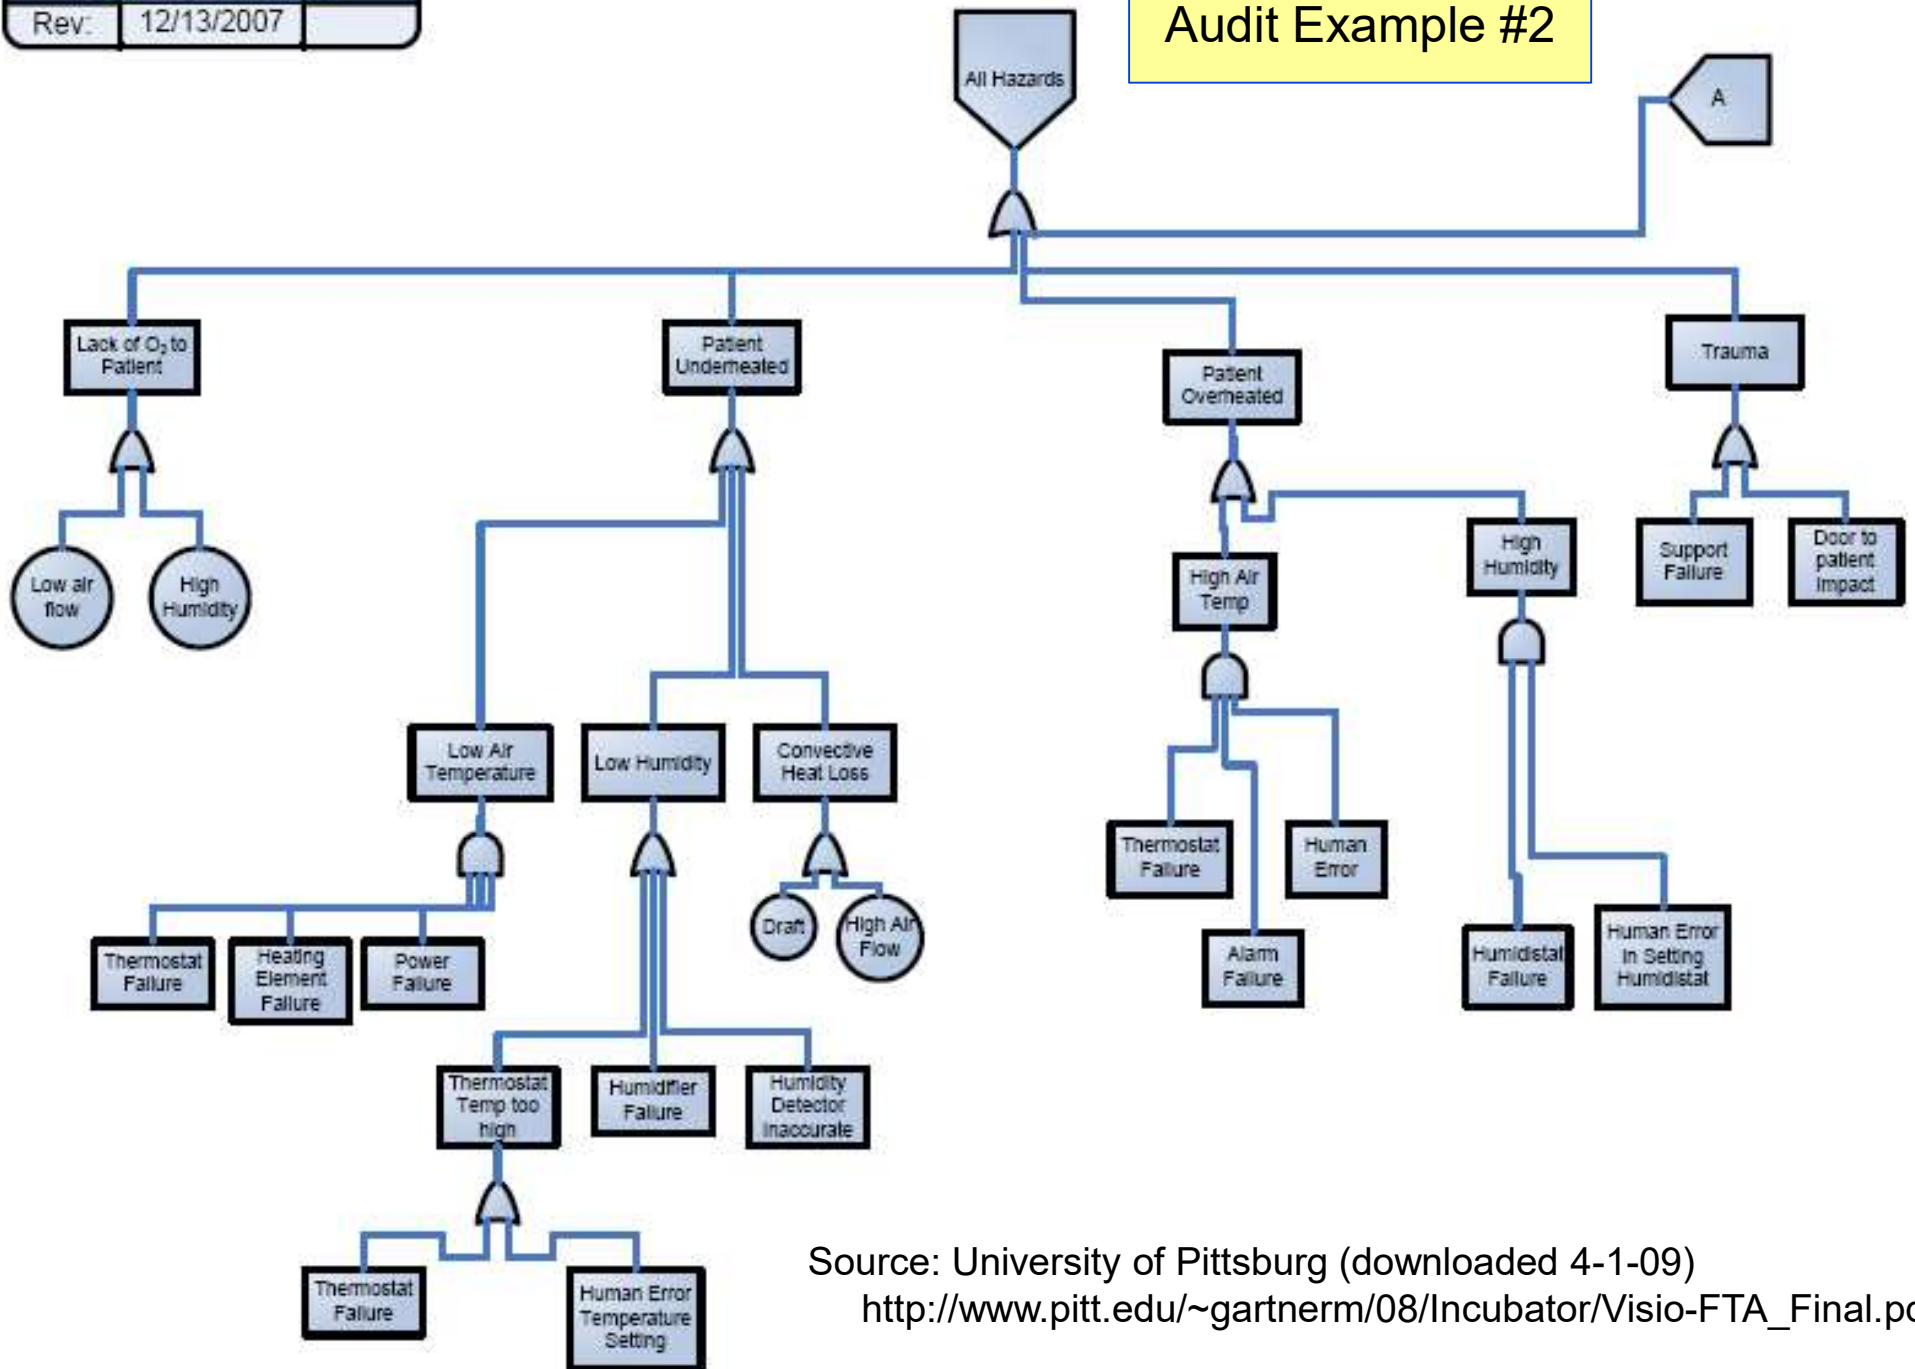 Rev: 12/13/2007
Audit Example #2
All Hazards
A
Lack of O₂ to
Patient
Patient
Underheated
Patient
Overheated
Trauma
Low air
flow
High
Humidity
High Air
Temp
High
Humidity
Support
Failure
Door to
patient
impact
Low Air
Temperature
Low Humidity
Convective
Heat Loss
Thermostat
Failure
Human
Error
Draft
High Air
Flow
Thermostat
Failure
Heating
Element
Failure
Power
Failure
Alarm
Failure
Humidistat
Failure
Human Error
in Setting
Humidistat
Thermostat
Temp too
high
Humidifier
Failure
Humidity
Detector
Inaccurate
Thermostat
Failure
Human Error
Temperature
Setting
Source: University of Pittsburg (downloaded 4-1-09)
http://www.pitt.edu/~gartnerm/08/Incubator/Visio-FTA_Final.pd